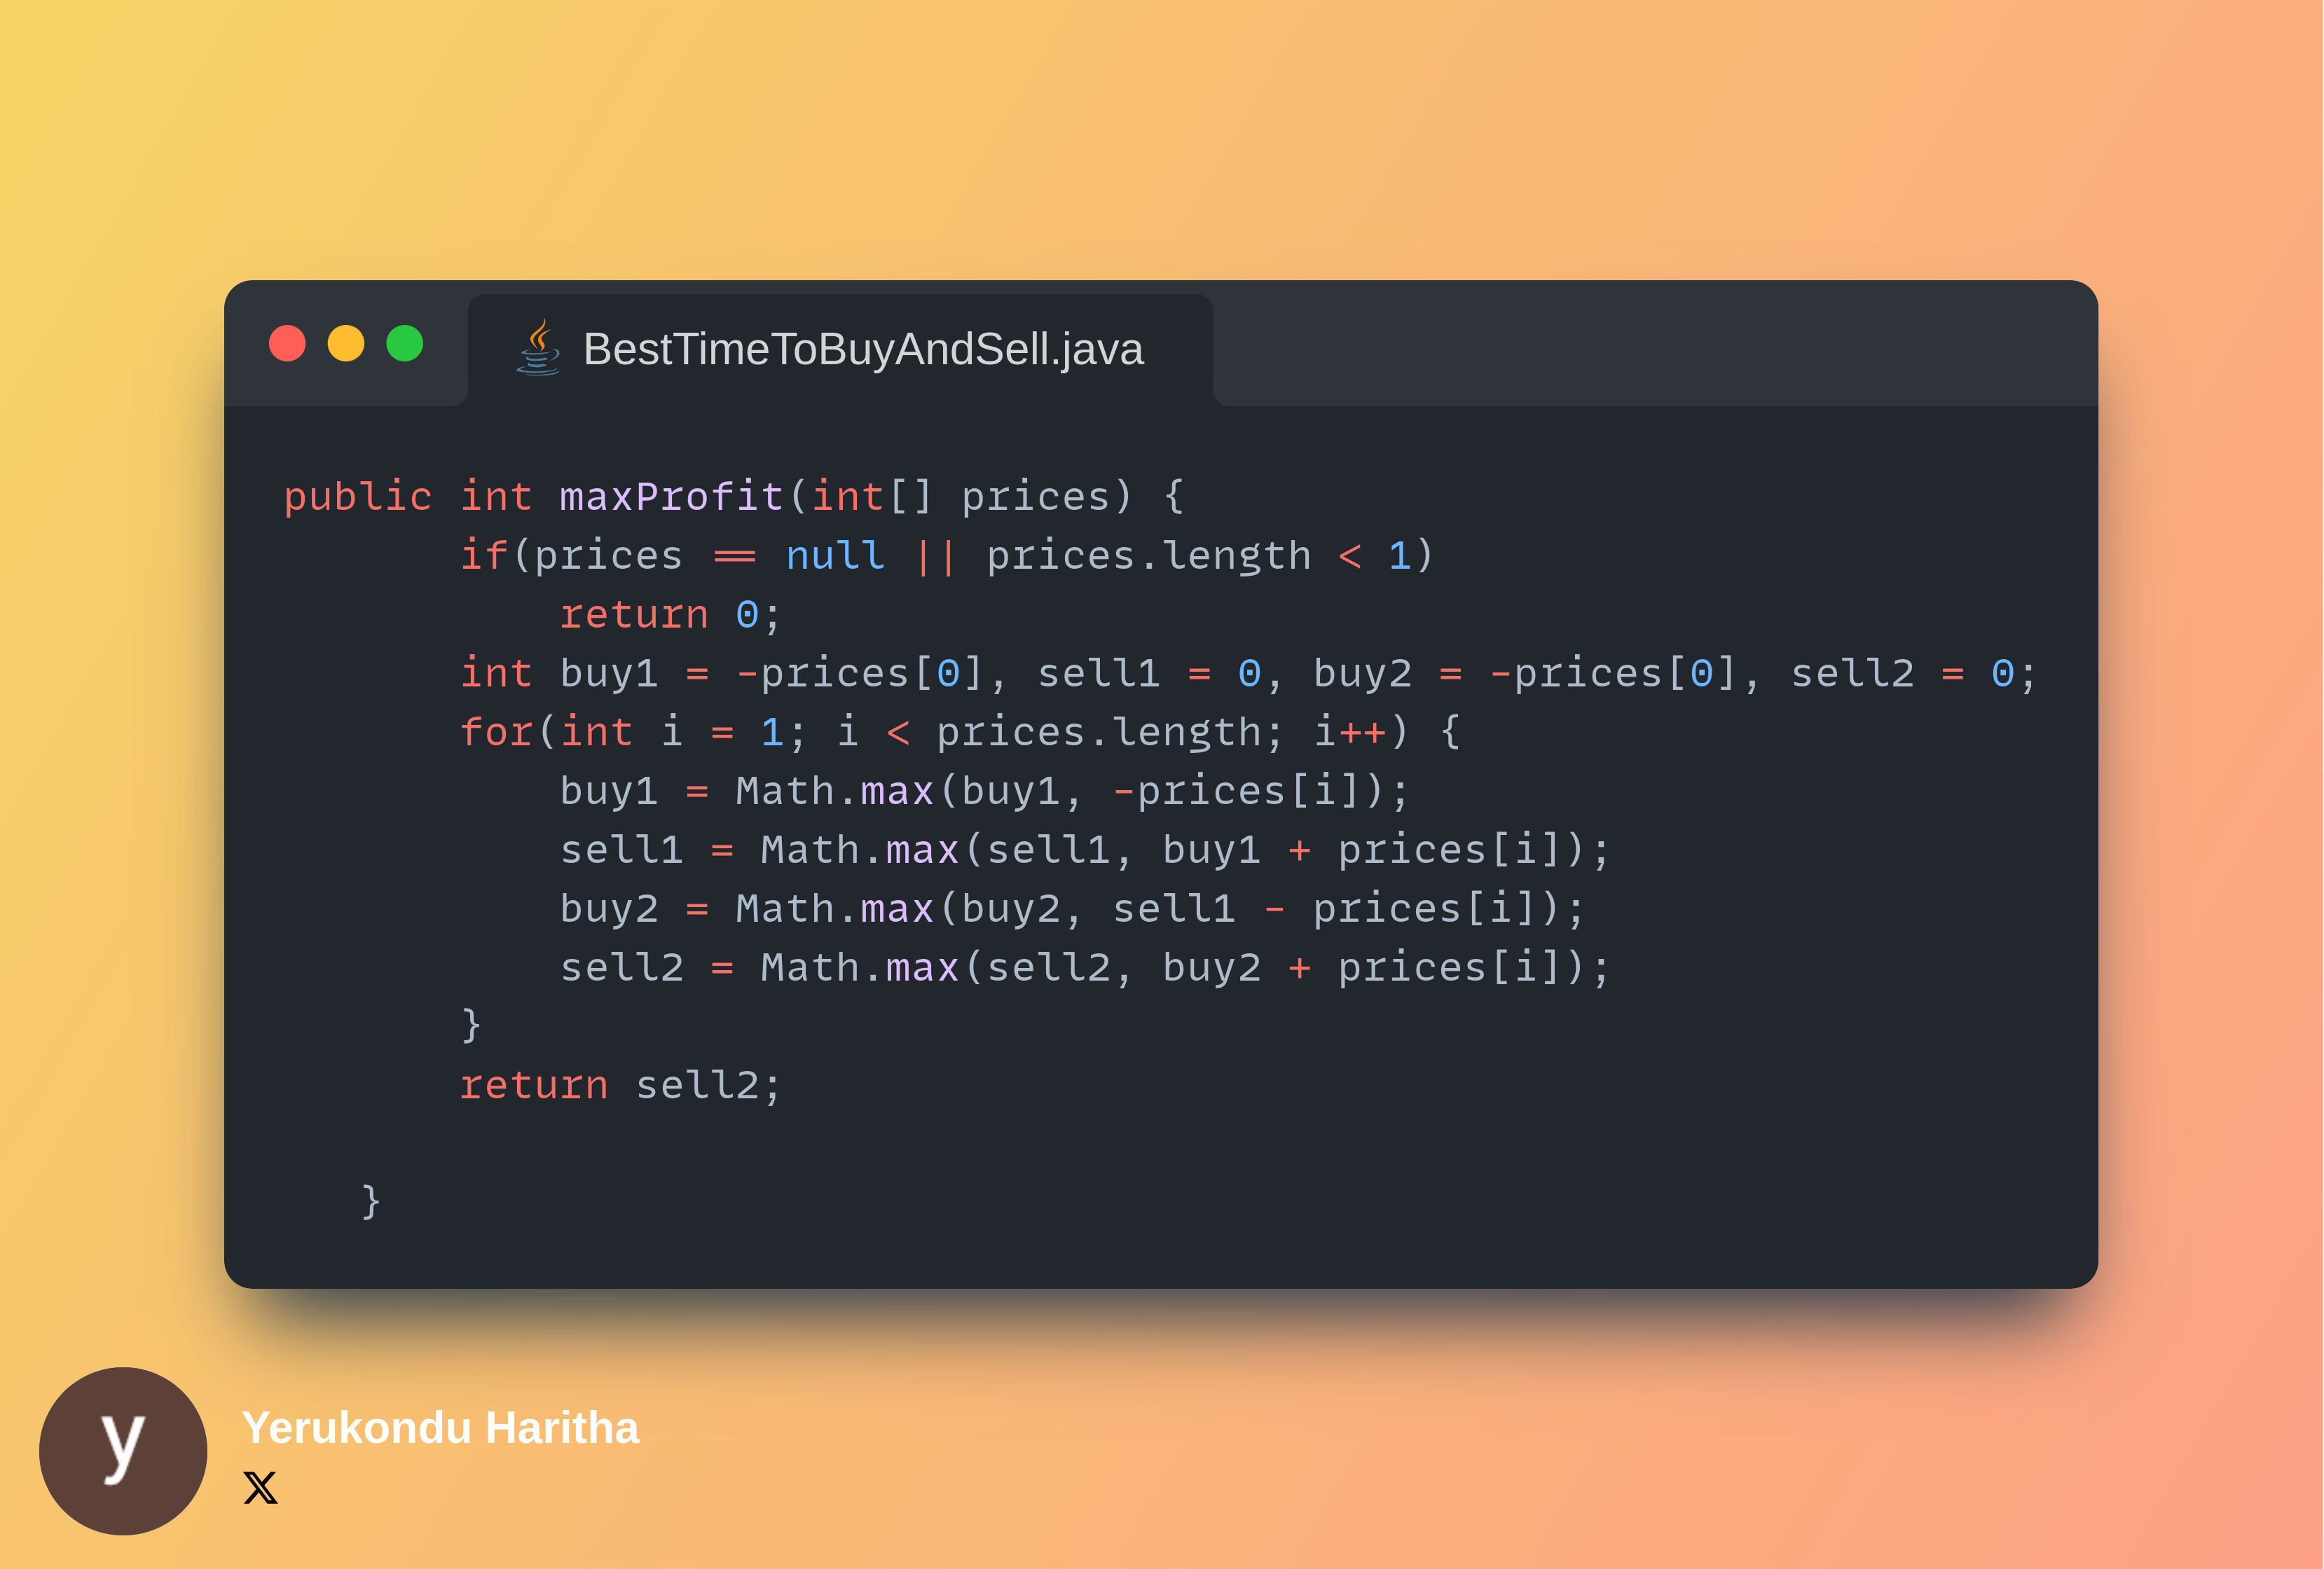 BestTimeToBuyAndSell.java
public int maxProfit(int[] prices) {
       if(prices == null || prices.length < 1)
           return 0;
       int buy1 = -prices[0], sell1 = 0, buy2 = -prices[0], sell2 = 0;
       for(int i = 1; i < prices.length; i++) {
           buy1 = Math.max(buy1, -prices[i]);
           sell1 = Math.max(sell1, buy1 + prices[i]);
           buy2 = Math.max(buy2, sell1 - prices[i]);
           sell2 = Math.max(sell2, buy2 + prices[i]);
       }
       return sell2;

   }
y
Yerukondu Haritha
𝕏